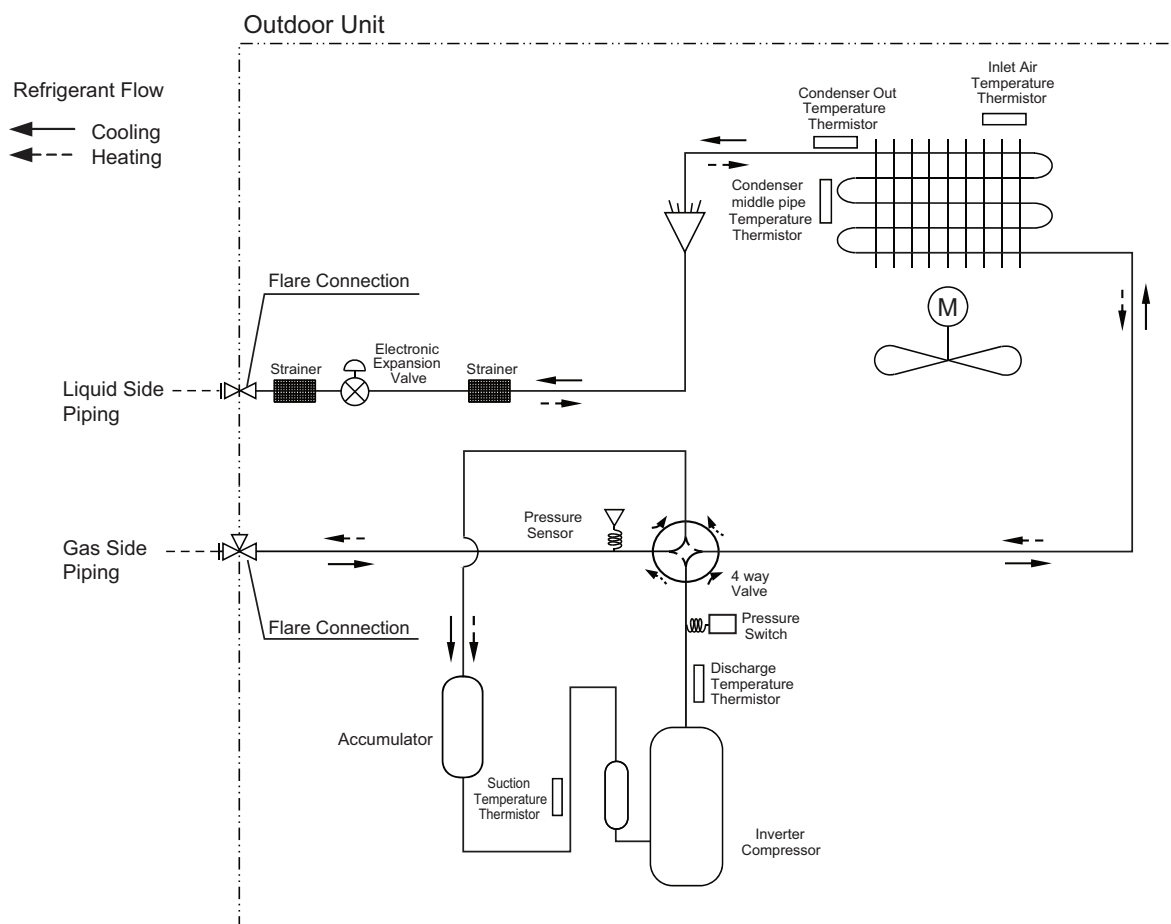 Outdoor Unit
Refrigerant Flow
Cooling
Heating
Inlet Air
Temperature
Thermistor
Condenser Out
Temperature
Thermistor
Condenser
middle pipe
Temperature
Thermistor
M
Flare Connection
Strainer
Electronic
Expansion
Valve
Strainer
Liquid Side
Piping
Pressure
Sensor
Gas Side
Piping
4 way
Valve
Flare Connection
Pressure
Switch
Discharge
Temperature
Thermistor
Accumulator
Suction
Temperature
Thermistor
Inverter
Compressor